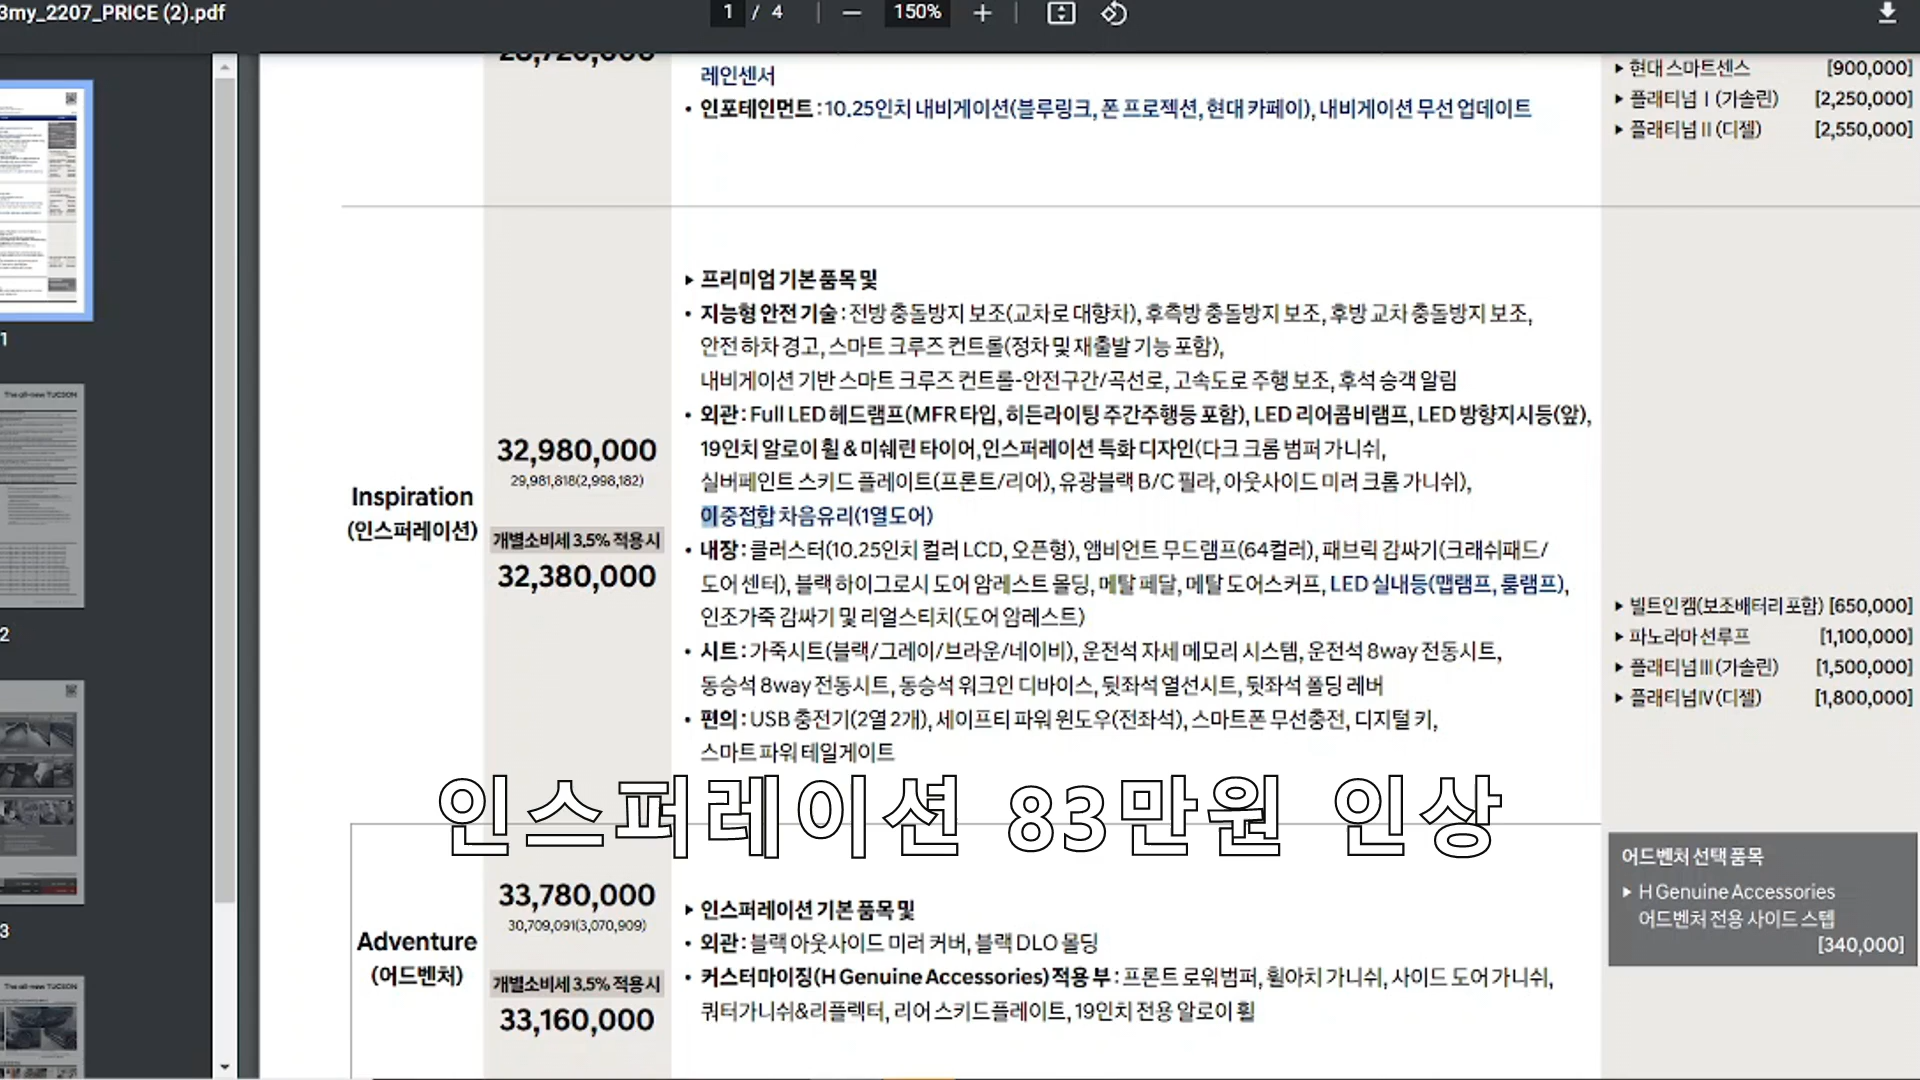 3my_2207_PRICE (2).pdf
1 / 4
150%
레인센서
• 인포테인먼트 : 10.25인치 내비게이션(블루링크, 폰 프로젝션, 현대 카페이), 내비게이션 무선 업데이트
▶ 현대 스마트센스 [900,000]
▶ 플래티넘 Ⅰ (가솔린) [2,250,000]
▶ 플래티넘 Ⅱ (디젤) [2,550,000]
Inspiration
(인스퍼레이션)
32,980,000
29,981,818(2,998,182)
개별소비세 3.5% 적용시
32,380,000
▶ 프리미엄 기본 품목 및
• 지능형 안전 기술 : 전방 충돌방지 보조(교차로 대향차), 후측방 충돌방지 보조, 후방 교차 충돌방지 보조,
안전 하차 경고, 스마트 크루즈 컨트롤(정차 및 재출발 기능 포함),
내비게이션 기반 스마트 크루즈 컨트롤-안전구간/곡선로, 고속도로 주행 보조, 후석 승객 알림
• 외관 : Full LED 헤드램프(MFR 타입, 히든라이팅 주간주행등 포함), LED 리어콤비램프, LED 방향지시등(앞),
19인치 알로이 휠 & 미쉐린 타이어,인스퍼레이션 특화 디자인(다크 크롬 범퍼 가니쉬,
실버페인트 스키드 플레이트(프론트/리어), 유광블랙 B/C 필라, 아웃사이드 미러 크롬 가니쉬),
이중접합 차음유리(1열도어)
• 내장 : 클러스터(10.25인치 컬러 LCD, 오픈형), 앰비언트 무드램프(64컬러), 패브릭 감싸기(크래쉬패드/
도어 센터), 블랙 하이그로시 도어 암레스트 몰딩, 메탈 페달, 메탈 도어스커프, LED 실내등(맵램프, 룸램프),
인조가죽 감싸기 및 리얼스티치(도어 암레스트)
• 시트 : 가죽시트(블랙/그레이/브라운/네이비), 운전석 자세 메모리 시스템, 운전석 8way 전동시트,
동승석 8way 전동시트, 동승석 워크인 디바이스, 뒷좌석 열선시트, 뒷좌석 폴딩 레버
• 편의 : USB 충전기(2열 2개), 세이프티 파워 윈도우(전좌석), 스마트폰 무선충전, 디지털 키,
스마트 파워 테일게이트
▶ 빌트인 캠(보조배터리 포함) [650,000]
▶ 파노라마 선루프 [1,100,000]
▶ 플래티넘Ⅲ (가솔린) [1,500,000]
▶ 플래티넘Ⅳ (디젤) [1,800,000]
인스퍼레이션 83만원 인상
Adventure
(어드벤처)
33,780,000
30,709,091(3,070,909)
개별소비세 3.5% 적용시
33,160,000
▶ 인스퍼레이션 기본 품목 및
• 외관 : 블랙 아웃사이드 미러 커버, 블랙 DLO 몰딩
• 커스터마이징(H Genuine Accessories) 적용 부 : 프론트 로워범퍼, 휠아치 가니쉬, 사이드 도어 가니쉬,
쿼터가니쉬&리플렉터, 리어 스키드플레이트, 19인치 전용 알로이 휠
어드벤처 선택 품목
▶ H Genuine Accessories
어드벤처 전용 사이드 스텝
[340,000]
1
The all-new TUCSON
2
3
The all-new TUCSON